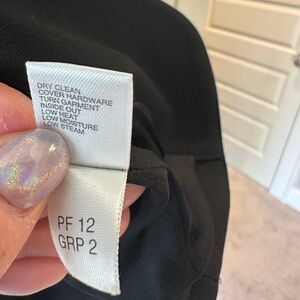 DRY CLEAN
COVER HARDWARE
TURN GARMENT
INSIDE OUT
LOW HEAT
LOW MOISTURE
LOW STEAM
PF 12
GRP 2